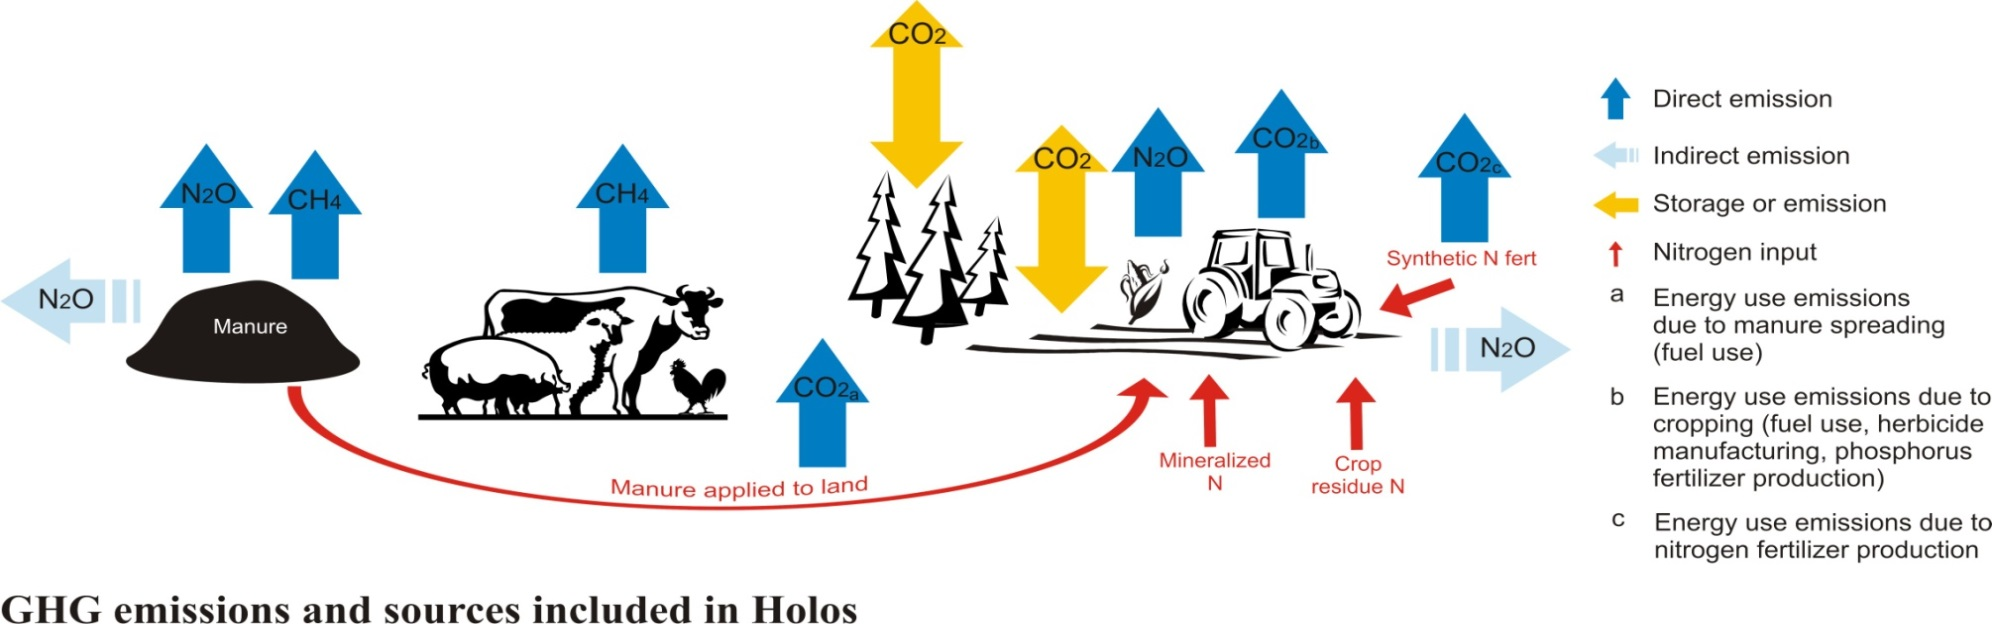 CO2
CO2
N2O
CO2b
CO2c
N2O
CH4
CH4
N2O
Manure
CO2a
Manure applied to land
Synthetic N fert
N2O
Mineralized
N
Crop
residue N
Direct emission
Indirect emission
Storage or emission
Nitrogen input
a Energy use emissions
due to manure spreading
(fuel use)
b Energy use emissions due to
cropping (fuel use, herbicide
manufacturing, phosphorus
fertilizer production)
c Energy use emissions due to
nitrogen fertilizer production
GHG emissions and sources included in Holos